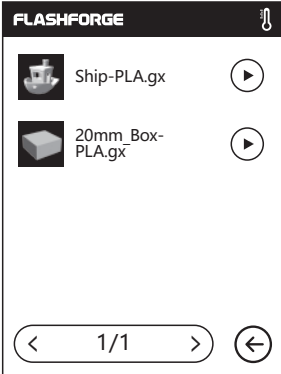 FLASHFORGE
Ship-PLA.gx
20mm_Box-
PLA.gx
1/1